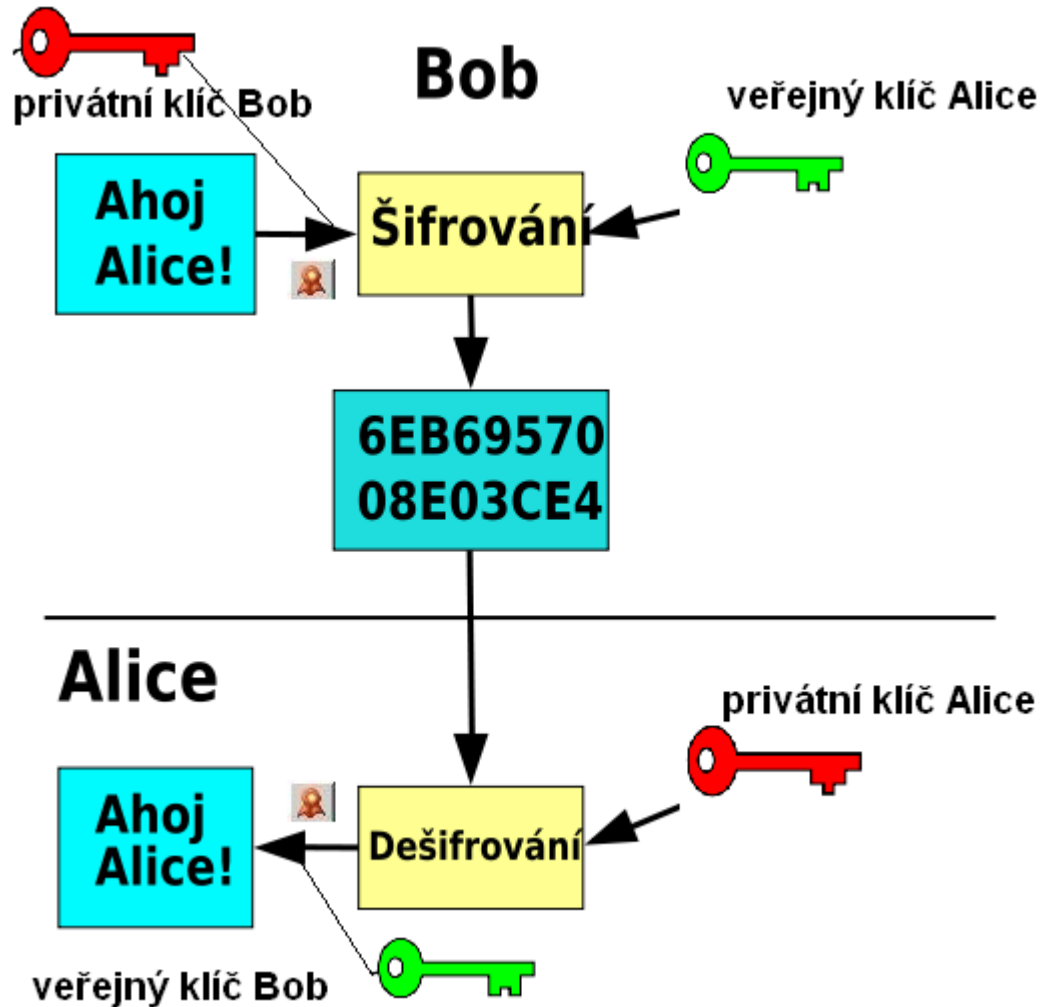 Bob
privátní klíč Bob
veřejný klíč Alice
Ahoj
Alice!
Šifrování
6EB69570
08E03CE4
Alice
privátní klíč Alice
Ahoj
Alice!
Dešifrování
veřejný klíč Bob